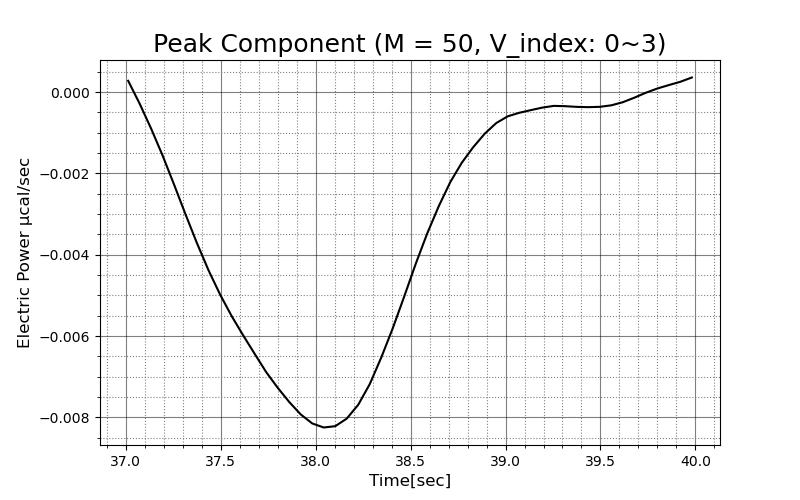 Peak Component (M = 50, V_index: 0~3)
Electric Power μcal/sec
0.000
−0.002
−0.004
−0.006
−0.008
37.0 37.5 38.0 38.5 39.0 39.5 40.0
Time[sec]